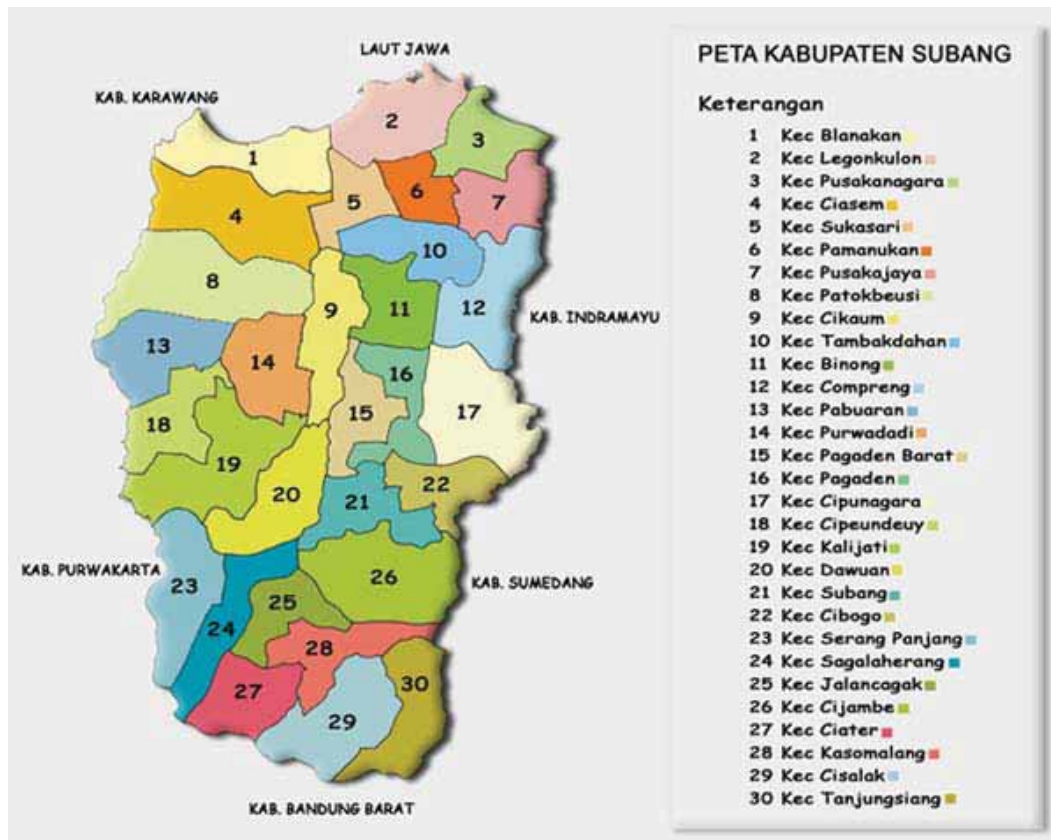 LAUT JAWA
KAB. KARAWANG
1
2
3
4
5
6
7
8
9
10
11
12
KAB. INDRAMAYU
13
14
15
16
17
18
19
20
21
22
KAB. PURWAKARTA
23
24
25
26
KAB. SUMEDANG
27
28
29
30
KAB. BANDUNG BARAT
PETA KABUPATEN SUBANG
Keterangan
1 Kec Blanakan
2 Kec Legonkulon
3 Kec Pusakanagara
4 Kec Ciasem
5 Kec Sukasari
6 Kec Pamanukan
7 Kec Pusakajaya
8 Kec Patokbeusi
9 Kec Cikaum
10 Kec Tambakdahan
11 Kec Binong
12 Kec Compreng
13 Kec Pabuaran
14 Kec Purwadadi
15 Kec Pagaden Barat
16 Kec Pagaden
17 Kec Cipunagara
18 Kec Cipeundeuy
19 Kec Kalijati
20 Kec Dawuan
21 Kec Subang
22 Kec Cibogo
23 Kec Serang Panjang
24 Kec Sagalaherang
25 Kec Jalancagak
26 Kec Cijambe
27 Kec Ciater
28 Kec Kasomalang
29 Kec Cisalak
30 Kec Tanjungsiang